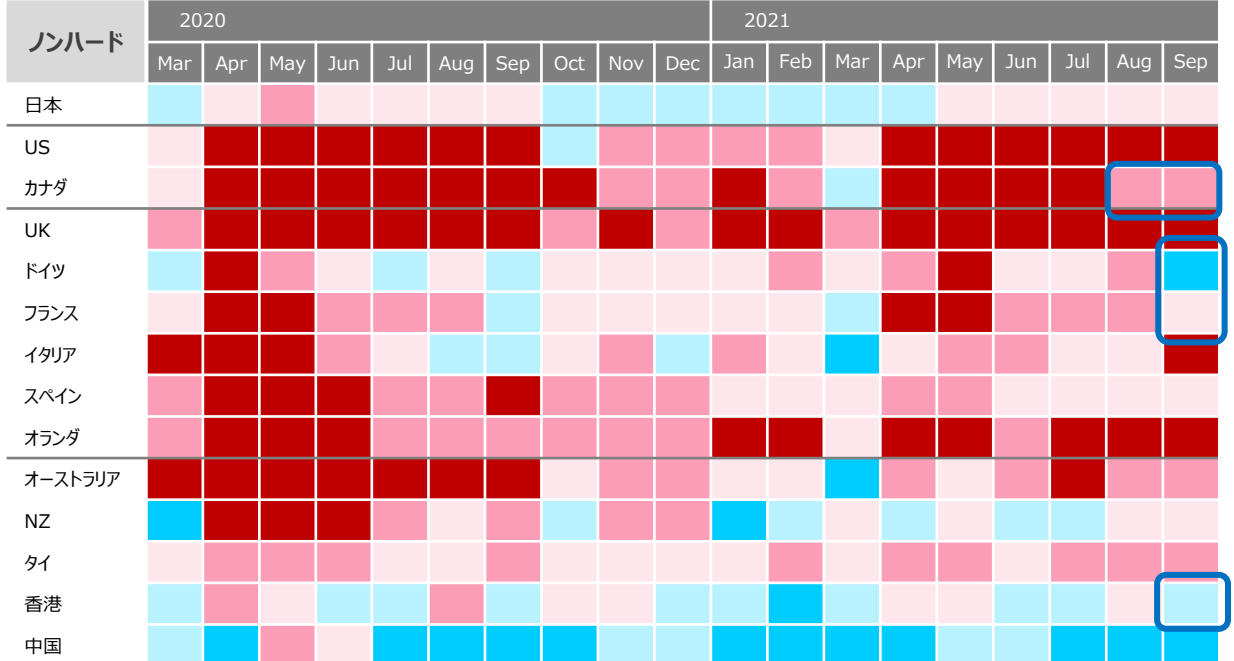 ノンハード
2020 2021
Mar Apr May Jun Jul Aug Sep Oct Nov Dec Jan Feb Mar Apr May Jun Jul Aug Sep
日本
US
カナダ
UK
ドイツ
フランス
イタリア
スペイン
オランダ
オーストラリア
NZ
タイ
香港
中国